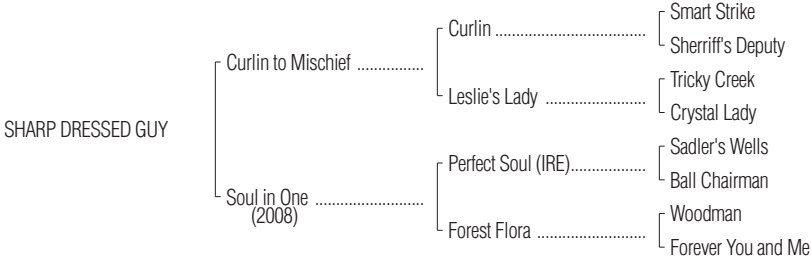 Smart Strike
Curlin ....................................
Sherriff's Deputy
Curlin to Mischief ................
Tricky Creek
Leslie's Lady ........................
Crystal Lady
SHARP DRESSED GUY
Sadler's Wells
Perfect Soul (IRE)..................
Ball Chairman
Soul in One ..........................
(2008)
Woodman
Forest Flora ..........................
Forever You and Me